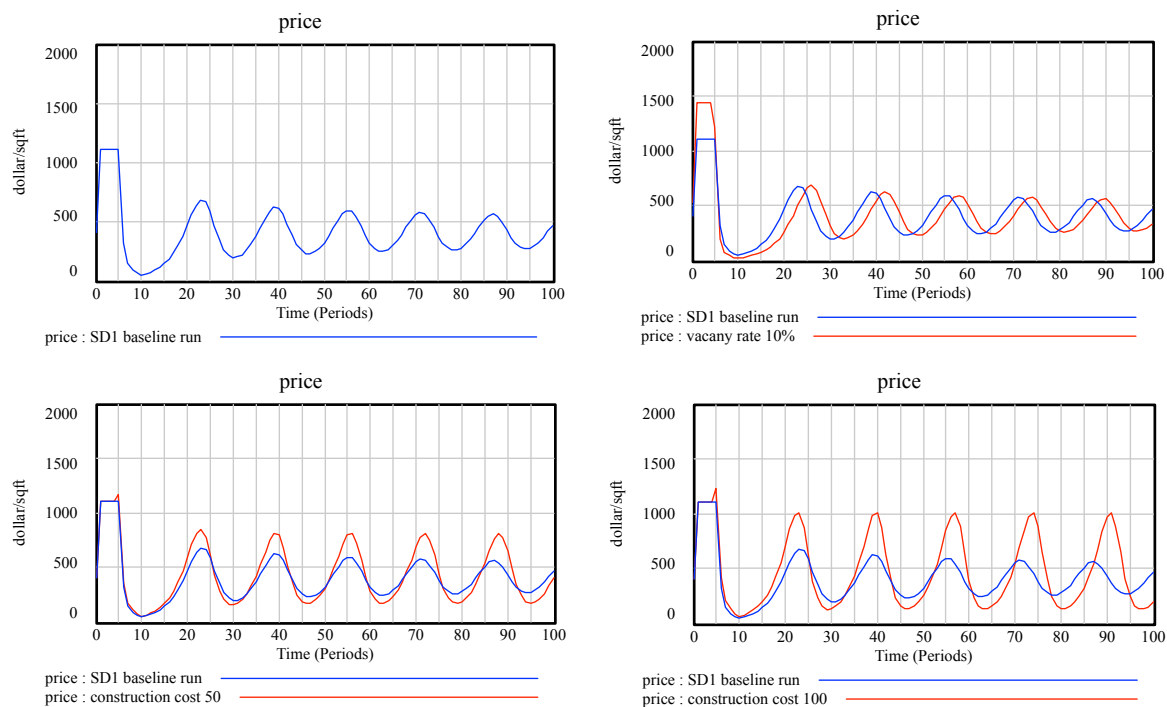 price
2000
1500
1000
500
0
dollar/sqft
0 10 20 30 40 50 60 70 80 90 100
Time (Periods)
price : SD1 baseline run
price
2000
1500
1000
500
0
dollar/sqft
0 10 20 30 40 50 60 70 80 90 100
Time (Periods)
price : SD1 baseline run
price : vacany rate 10%
price
2000
1500
1000
500
0
dollar/sqft
0 10 20 30 40 50 60 70 80 90 100
Time (Periods)
price : SD1 baseline run
price : construction cost 50
price
2000
1500
1000
500
0
dollar/sqft
0 10 20 30 40 50 60 70 80 90 100
Time (Periods)
price : SD1 baseline run
price : construction cost 100